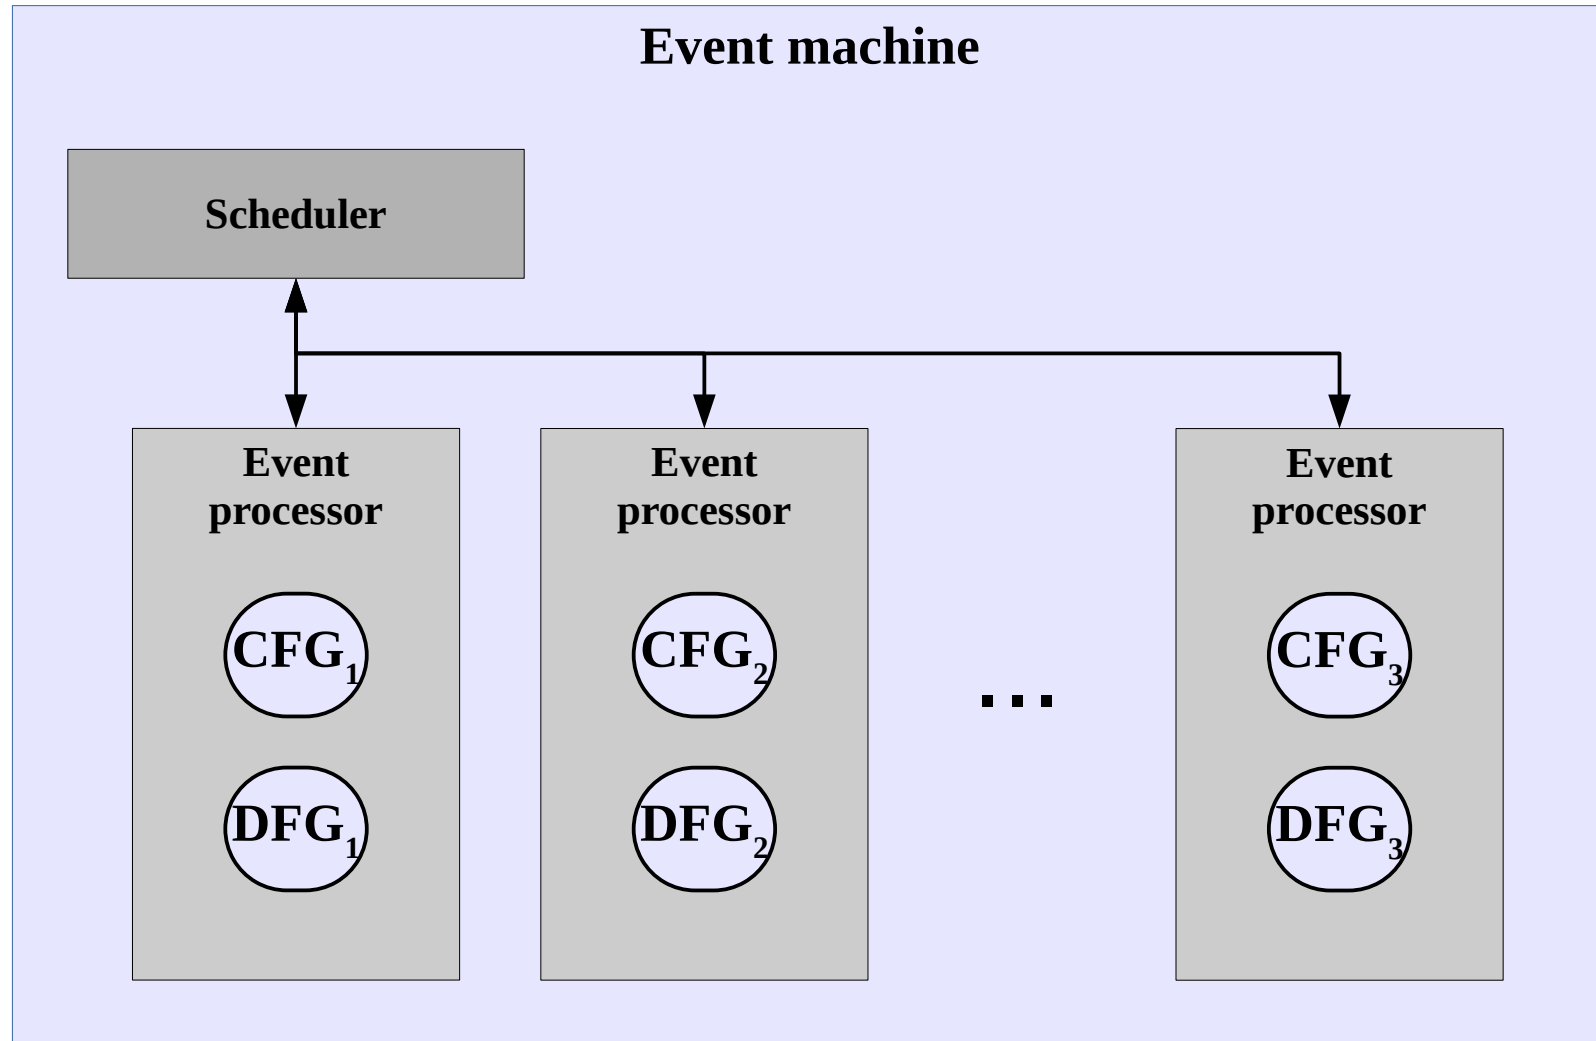 Event machine
Scheduler
Event
processor
CFG₁
DFG₁
Event
processor
CFG₂
DFG₂
...
Event
processor
CFG₃
DFG₃